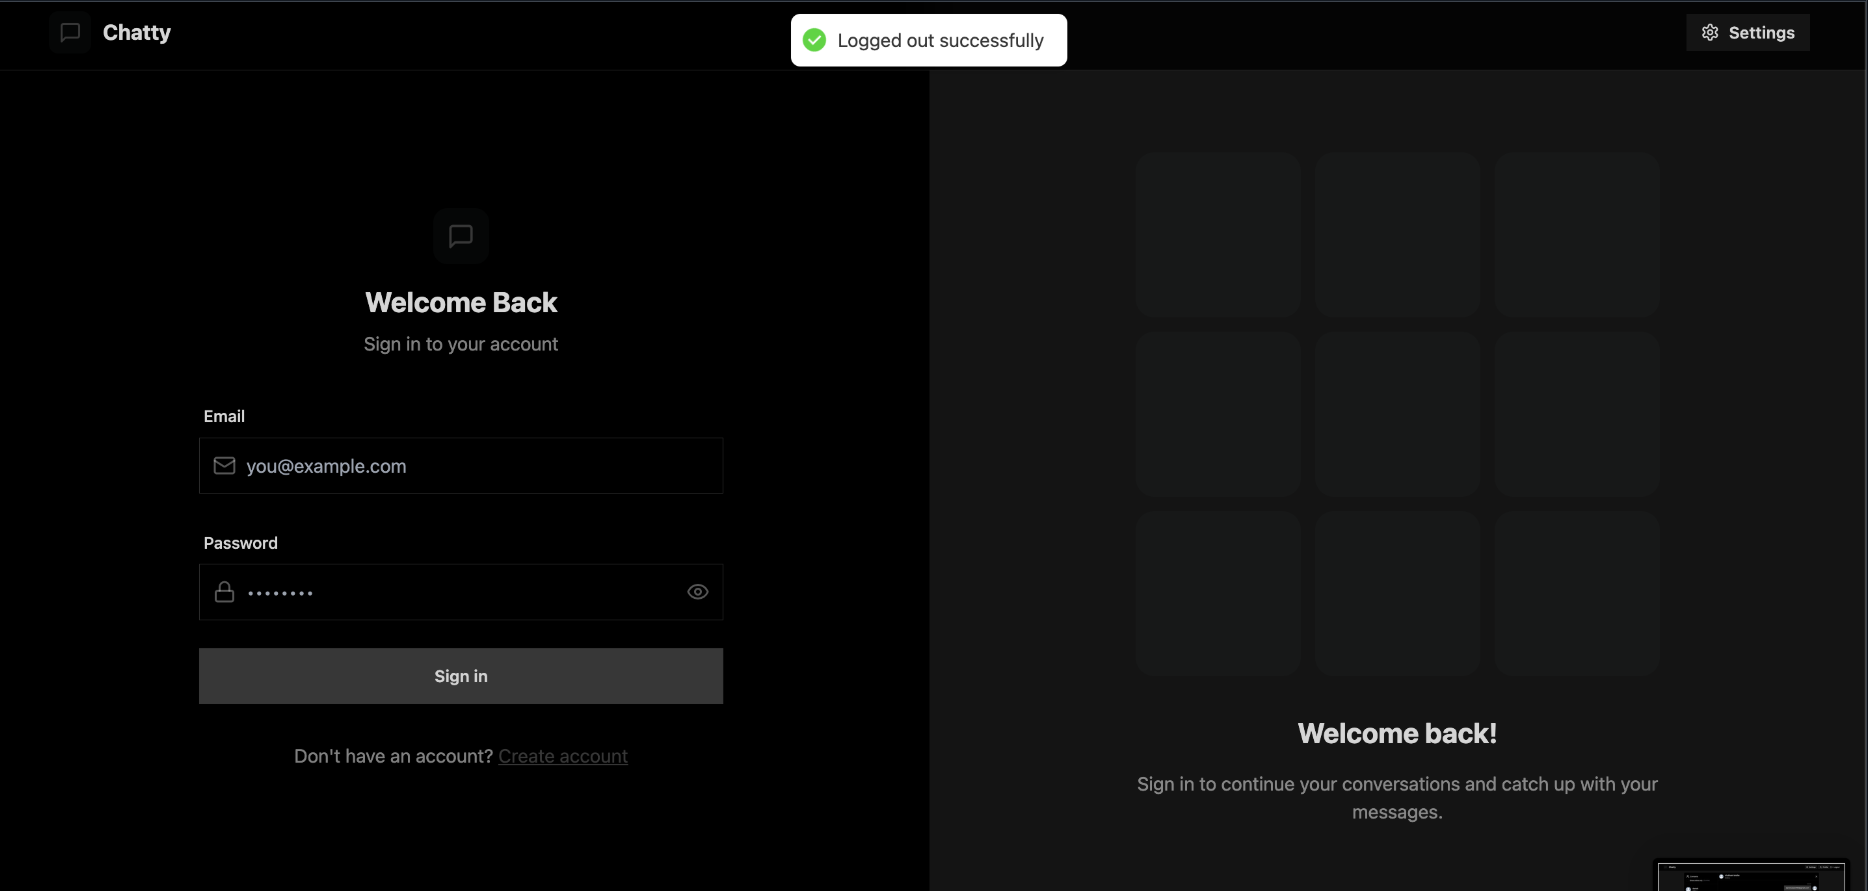 Chatty
Logged out successfully
Settings
Welcome Back
Sign in to your account
Email
you@example.com
Password
••••••••
Sign in
Don't have an account? Create account
Welcome back!
Sign in to continue your conversations and catch up with your
messages.